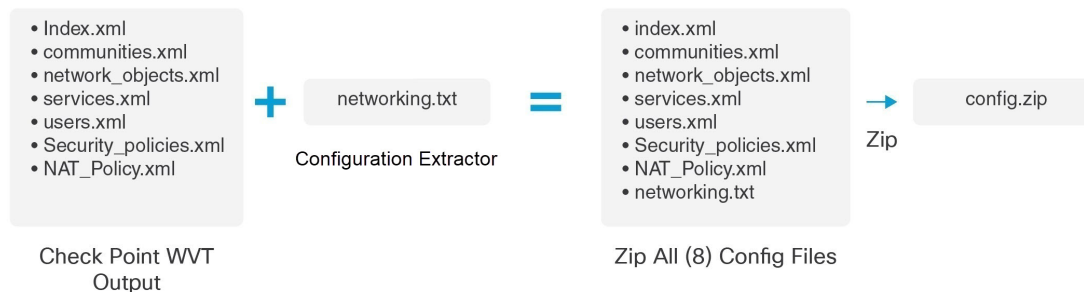 • Index.xml
• communities.xml
• network_objects.xml
• services.xml
• users.xml
• Security_policies.xml
• NAT_Policy.xml
Check Point WVT
Output
+
networking.txt
Configuration Extractor
=
• index.xml
• communities.xml
• network_objects.xml
• services.xml
• users.xml
• Security_policies.xml
• NAT_Policy.xml
• networking.txt
Zip All (8) Config Files
Zip
config.zip